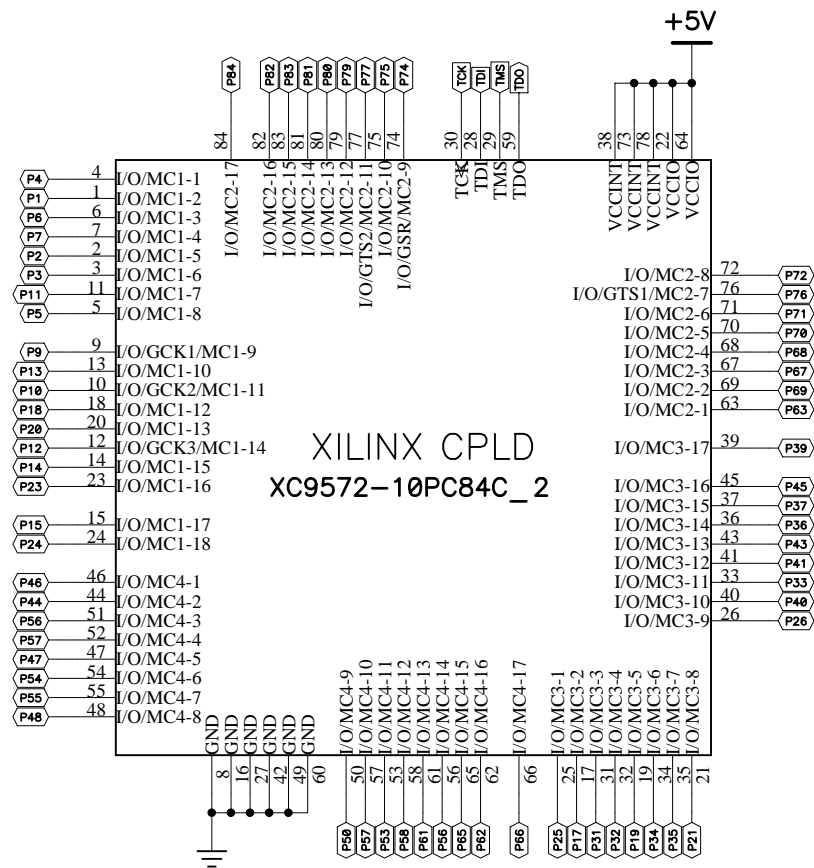 +5V
P84 84 I/O/MC2-17
P82 82 I/O/MC2-16
P83 83 I/O/MC2-15
P81 81 I/O/MC2-14
P80 80 I/O/MC2-13
P79 79 I/O/MC2-12
P77 77 I/O/GTS2/MC2-11
P75 75 I/O/MC2-10
P74 74 I/O/GSR/MC2-9
TCK 30 TCK
TDI 28 TDI
TMS 29 TMS
TDO 59 TDO
38 VCCINT
73 VCCINT
78 VCCINT
22 VCCIO
64 VCCIO
P4 4 I/O/MC1-1
P1 1 I/O/MC1-2
P6 6 I/O/MC1-3
P7 7 I/O/MC1-4
P2 2 I/O/MC1-5
P3 3 I/O/MC1-6
P11 11 I/O/MC1-7
P5 5 I/O/MC1-8
P9 9 I/O/GCK1/MC1-9
P13 13 I/O/MC1-10
P10 10 I/O/GCK2/MC1-11
P18 18 I/O/MC1-12
P20 20 I/O/MC1-13
P12 12 I/O/GCK3/MC1-14
P14 14 I/O/MC1-15
P23 23 I/O/MC1-16
P15 15 I/O/MC1-17
P24 24 I/O/MC1-18
P46 46 I/O/MC4-1
P44 44 I/O/MC4-2
P56 51 I/O/MC4-3
P57 52 I/O/MC4-4
P47 47 I/O/MC4-5
P54 54 I/O/MC4-6
P55 55 I/O/MC4-7
P48 48 I/O/MC4-8
XILINX CPLD
XC9572-10PC84C_2
I/O/MC2-8 72 P72
I/O/GTS1/MC2-7 76 P76
I/O/MC2-6 71 P71
I/O/MC2-5 70 P70
I/O/MC2-4 68 P68
I/O/MC2-3 67 P67
I/O/MC2-2 69 P69
I/O/MC2-1 63 P63
I/O/MC3-17 39 P39
I/O/MC3-16 45 P45
I/O/MC3-15 37 P37
I/O/MC3-14 36 P36
I/O/MC3-13 43 P43
I/O/MC3-12 41 P41
I/O/MC3-11 33 P33
I/O/MC3-10 40 P40
I/O/MC3-9 26 P26
GND 8
GND 16
GND 27
GND 42
GND 49
GND 60
I/O/MC4-9 50 P50
I/O/MC4-10 57 P57
I/O/MC4-11 53 P53
I/O/MC4-12 58 P58
I/O/MC4-13 61 P61
I/O/MC4-14 56 P56
I/O/MC4-15 65 P65
I/O/MC4-16 62 P62
I/O/MC4-17 66 P66
I/O/MC3-1 25 P25
I/O/MC3-2 17 P17
I/O/MC3-3 31 P31
I/O/MC3-4 32 P32
I/O/MC3-5 19 P19
I/O/MC3-6 34 P34
I/O/MC3-7 35 P35
I/O/MC3-8 21 P21